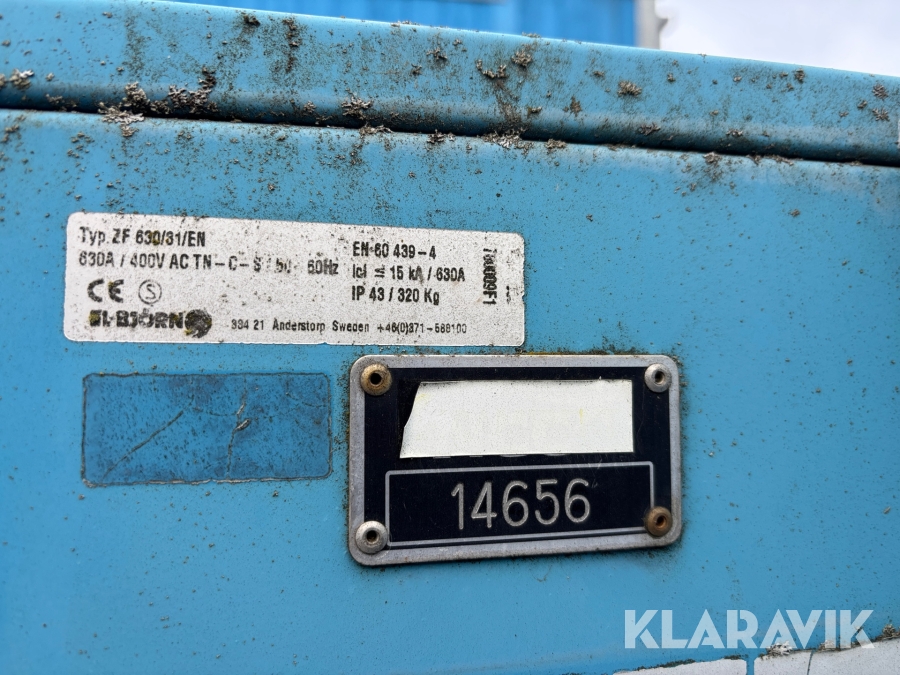 Typ. ZF 630/31/EN
630A / 400V AC TN-C-S / 50-60Hz
EN 60 439-4
Icl ≤ 15 kA / 630A
IP 43 / 320 Kg
CE S
EL-BJÖRN
334 21 Anderstorp Sweden +46(0)371-588100
14656
KLARAVIK